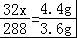 32x/288 = 4.4g/3.6g